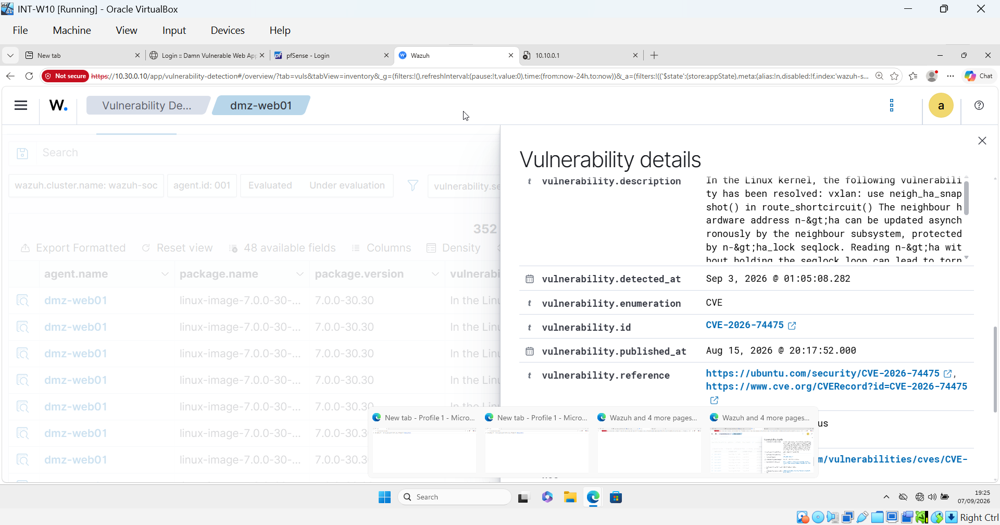 INT-W10 [Running] - Oracle VirtualBox
File Machine View Input Devices Help
New tab
Login :: Damn Vulnerable Web App
pfSense - Login
Wazuh
10.10.0.1
Not secure https://10.30.0.10/app/vulnerability-detection#/overview/?tab=vuls&tabView=inventory&_g=(filters:!(),refreshInterval:(pause:!t,value:0),time:(from:now-24h,to:now))&_a=(filters:!(('$state':(store:appState),meta:(alias:!n,disabled:!f,index:'wazuh-s...
Chat
W. Vulnerability De... dmz-web01 a
Search
wazuh.cluster.name: wazuh-soc agent.id: 001 Evaluated Under evaluation vulnerability.se
352
Export Formatted Reset view 48 available fields Columns Density
agent.name package.name package.version vulnerabi
dmz-web01 linux-image-7.0.0-30-... 7.0.0-30.30 In the Linu
dmz-web01 linux-image-7.0.0-30-... 7.0.0-30.30 In the Linu
dmz-web01 linux-image-7.0.0-30-... 7.0.0-30.30 In the Linu
dmz-web01 linux-image-7.0.0-30-... 7.0.0-30.30 In the Linu
dmz-web01 linux-image-7.0.0-30-... 7.0.0-30.30 In the Linu
dmz-web01 linux-image-7.0.0-30-... 7.0.0-30.3
dmz-web01 linux-image-7.0.0-30-... 7.0.0-30.3
Vulnerability details
t vulnerability.description
In the Linux kernel, the following vulnerabili
ty has been resolved: vxlan: use neigh_ha_snap
shot() in route_shortcircuit() The neighbour h
ardware address n-&gt;ha can be updated asynch
ronously by the neighbour subsystem, protected
by n-&gt;ha_lock seqlock. Reading n-&gt;ha wit
hout holding the seqlock loop can lead to torn
vulnerability.detected_at Sep 3, 2026 @ 01:05:08.282
t vulnerability.enumeration CVE
t vulnerability.id CVE-2026-74475
vulnerability.published_at Aug 15, 2026 @ 20:17:52.000
t vulnerability.reference https://ubuntu.com/security/CVE-2026-74475,
https://www.cve.org/CVERecord?id=CVE-2026-74475
us
m/vulnerabilities/cves/CVE-
New tab - Profile 1 - Micro...
New tab - Profile 1 - Micro...
Wazuh and 4 more pages...
Wazuh and 4 more pages...
Search
19:25
07/09/2026
Right Ctrl